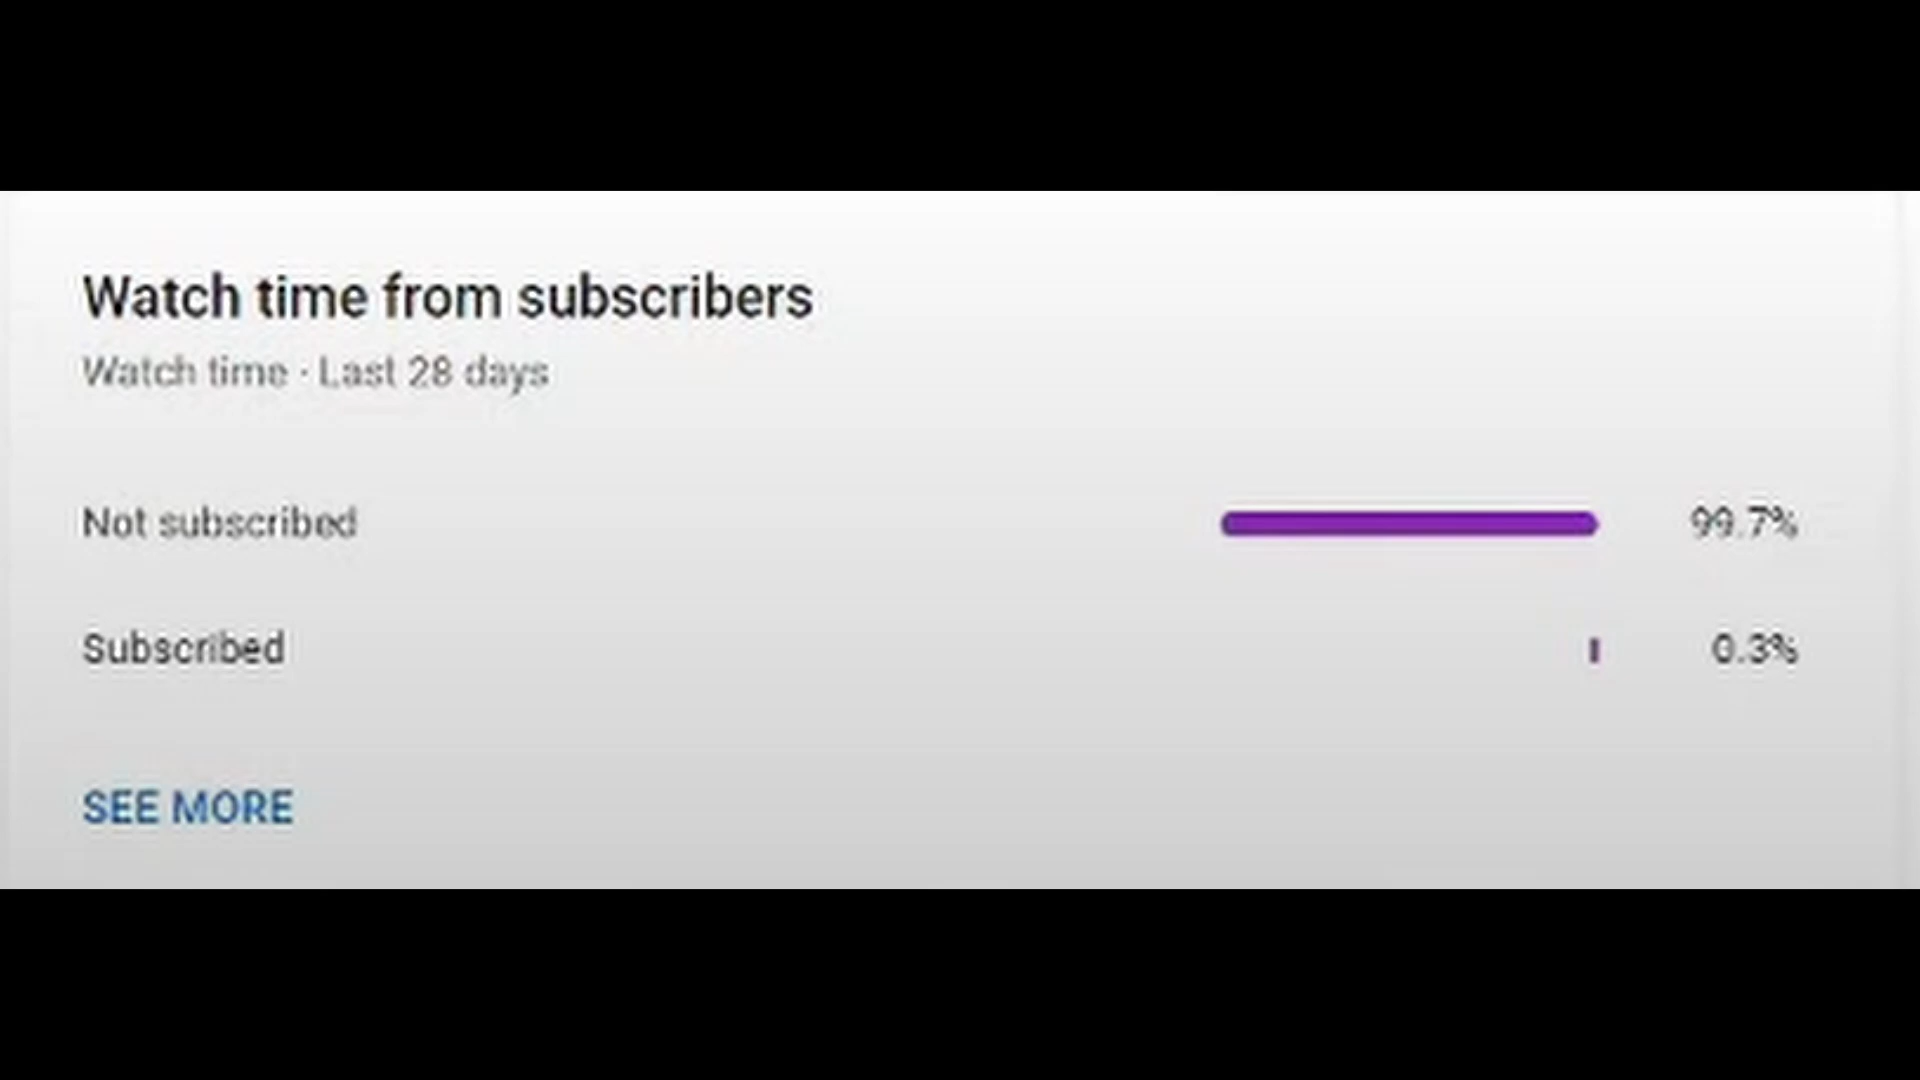 Watch time from subscribers
Watch time · Last 28 days
Not subscribed 99.7%
Subscribed 0.3%
SEE MORE